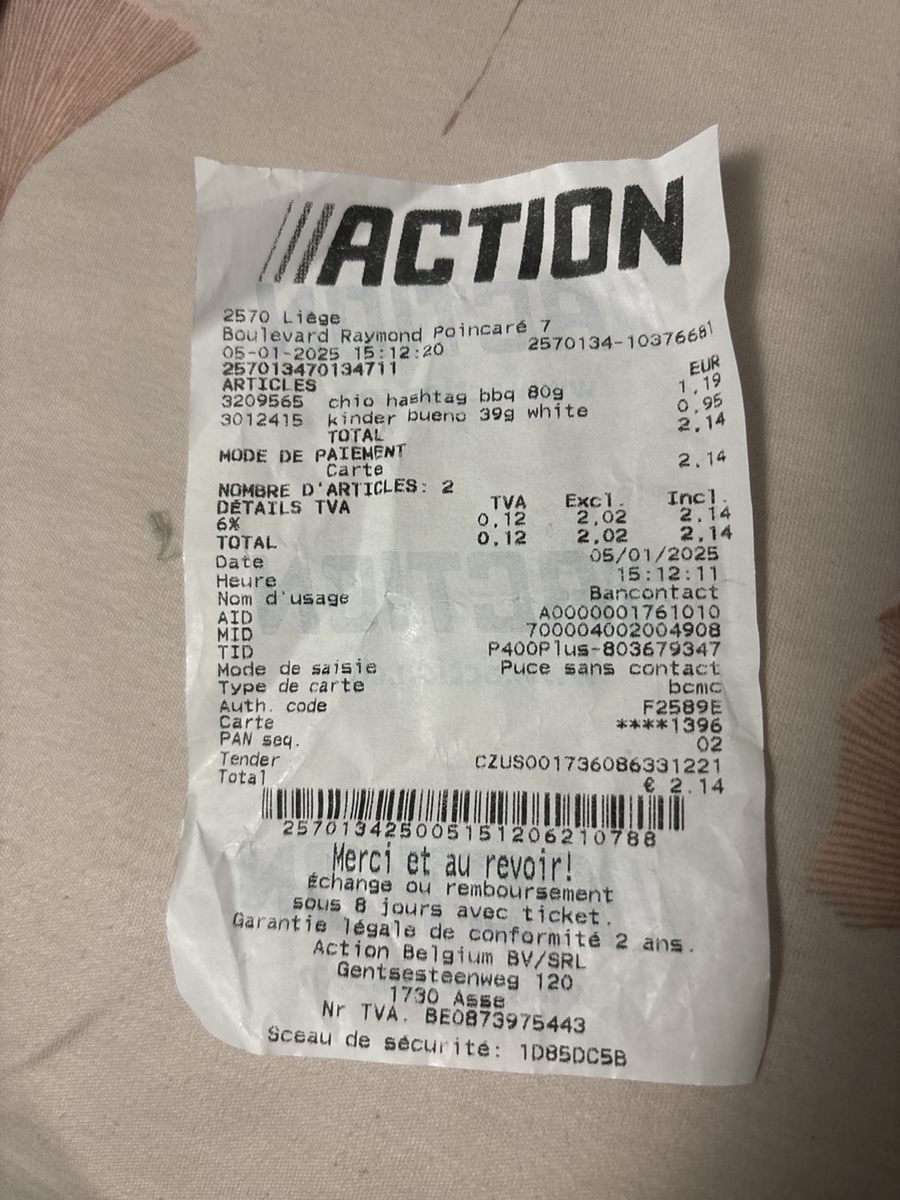 ACTION
2570 Liège
Boulevard Raymond Poincaré 7
05-01-2025 15:12:20 2570134-10376681
257013470134711
ARTICLES EUR
3209565 chio hashtag bbq 80g 1,19
3012415 kinder bueno 39g white 0,95
TOTAL 2,14
MODE DE PAIEMENT
Carte 2,14
NOMBRE D'ARTICLES: 2
DÉTAILS TVA TVA Excl. Incl.
6% 0,12 2,02 2,14
TOTAL 0,12 2,02 2,14
Date 05/01/2025
Heure 15:12:11
Nom d'usage Bancontact
AID A0000001761010
MID 700004002004908
TID P400Plus-803679347
Mode de saisie Puce sans contact
Type de carte bcmc
Auth. code F2589E
Carte ****1396
PAN seq. 02
Tender CZUS001736086331221
Total € 2.14
257013425005151206210788
Merci et au revoir!
Échange ou remboursement
sous 8 jours avec ticket.
Garantie légale de conformité 2 ans.
Action Belgium BV/SRL
Gentsesteenweg 120
1730 Asse
Nr TVA. BE0873975443
Sceau de sécurité: 1D85DC5B